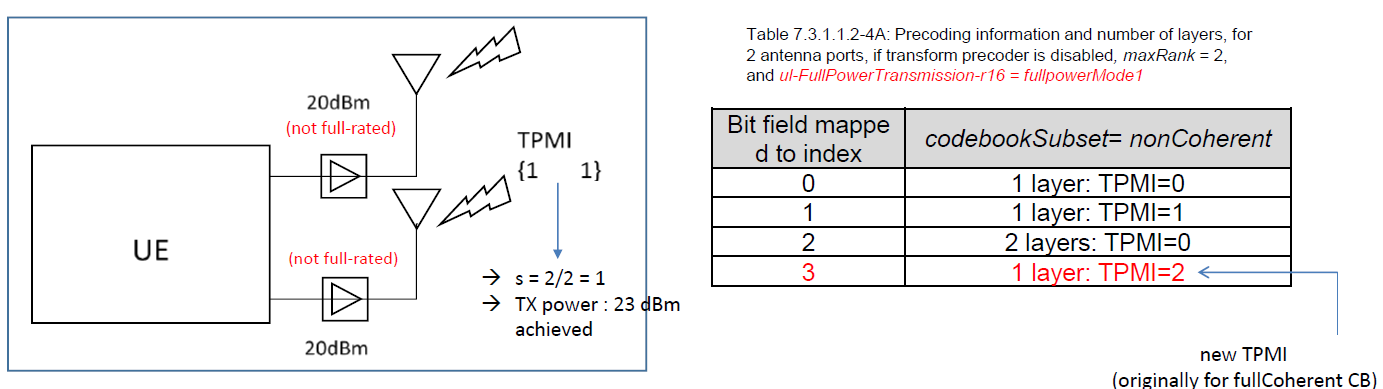 20dBm
(not full-rated)
TPMI
{1 1}
UE
(not full-rated)
→ s = 2/2 = 1
→ TX power : 23 dBm
achieved
20dBm
Table 7.3.1.1.2-4A: Precoding information and number of layers, for
2 antenna ports, if transform precoder is disabled, maxRank = 2,
and ul-FullPowerTransmission-r16 = fullpowerMode1
Bit field mappe
d to index
codebookSubset= nonCoherent
0 1 layer: TPMI=0
1 1 layer: TPMI=1
2 2 layers: TPMI=0
3 1 layer: TPMI=2
new TPMI
(originally for fullCoherent CB)